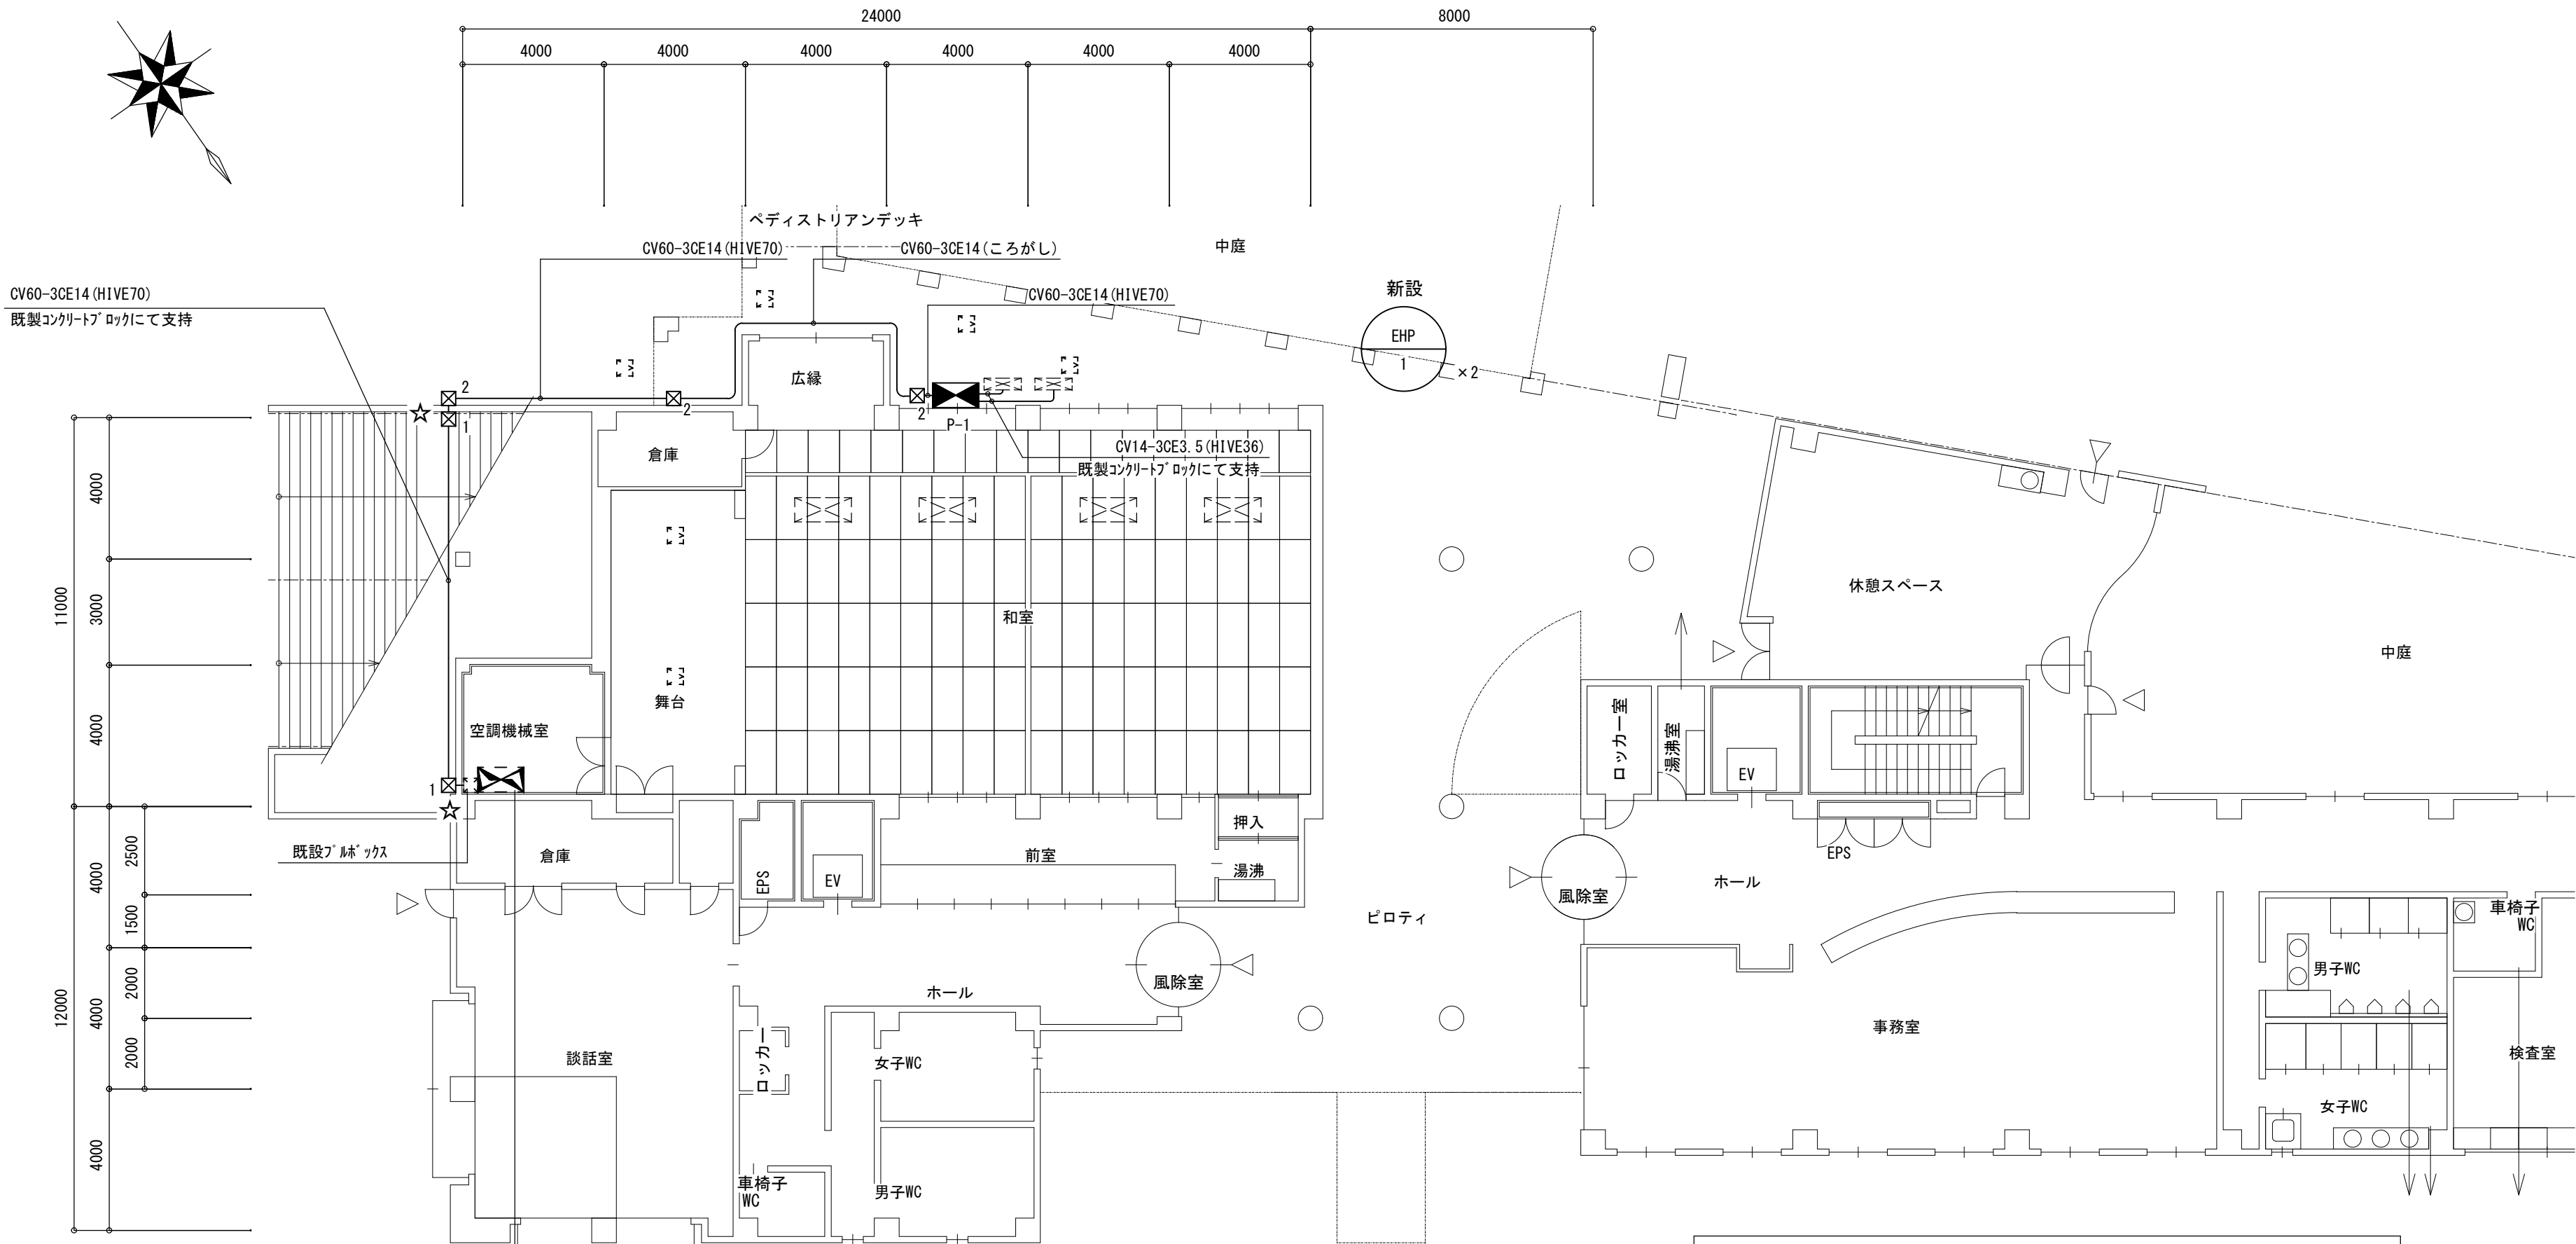 24000
8000
4000
4000
4000
4000
4000
4000
ペディストリアンデッキ
中庭
CV60-3CE14(HIVE70)
CV60-3CE14(ころがし)
CV60-3CE14(HIVE70)
既製ｺﾝｸﾘｰﾄﾌﾞﾛｯｸにて支持
CV60-3CE14(HIVE70)
新設
EHP
1
×2
広縁
2
2
2
1
P-1
CV14-3CE3.5(HIVE36)
既製ｺﾝｸﾘｰﾄﾌﾞﾛｯｸにて支持
倉庫
4000
11000
3000
4000
和室
休憩スペース
中庭
舞台
空調機械室
ロッカー室
湯沸室
EV
1
既設ﾌﾟﾙﾎﾞｯｸｽ
倉庫
EPS
EV
前室
押入
湯沸
EPS
ホール
風除室
ピロティ
2500
4000
1500
12000
2000
4000
2000
4000
車椅子
WC
男子WC
風除室
ホール
事務室
検査室
談話室
ロッカー
女子WC
女子WC
車椅子
WC
男子WC